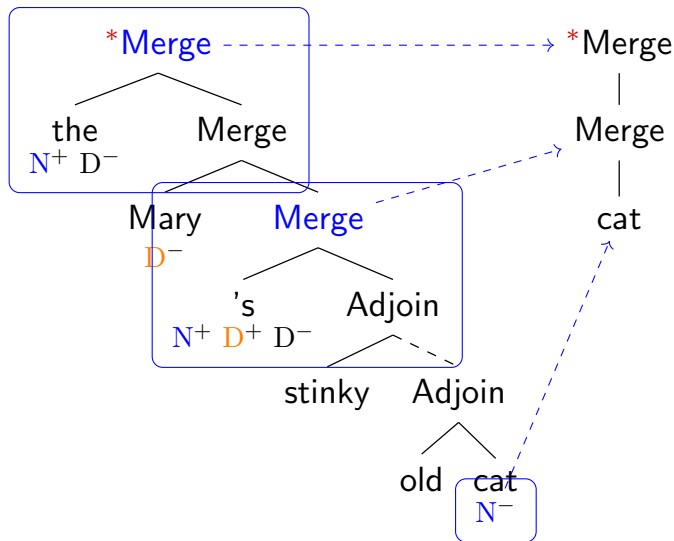 *Merge *Merge
the Merge Merge
N⁺ D⁻
Mary Merge cat
D⁻
's Adjoin
N⁺ D⁺ D⁻
stinky Adjoin
old cat
N⁻